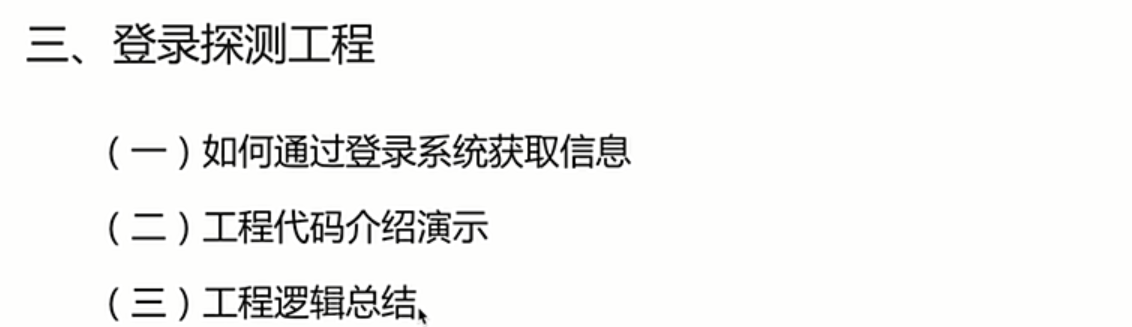 三、登录探测工程
（一）如何通过登录系统获取信息
（二）工程代码介绍演示
（三）工程逻辑总结